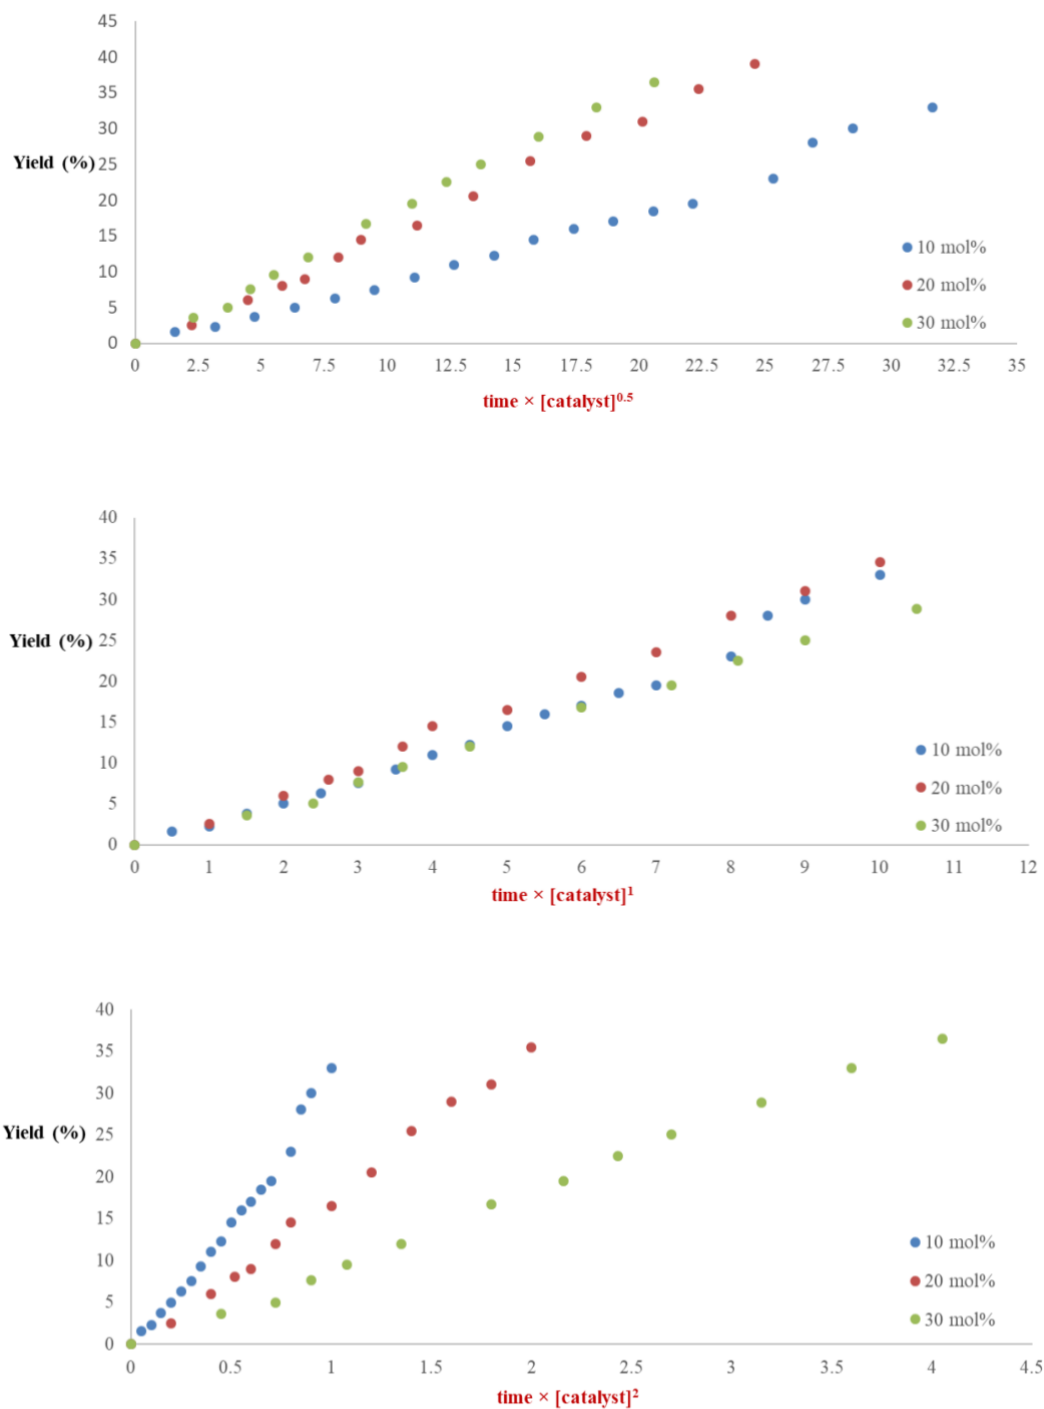 45
40
35
30
Yield (%) 25
20
15
10
5
0
10 mol%
20 mol%
30 mol%
0 2.5 5 7.5 10 12.5 15 17.5 20 22.5 25 27.5 30 32.5 35
time × [catalyst]^0.5
40
35
30
Yield (%) 25
20
15
10
5
0
10 mol%
20 mol%
30 mol%
0 1 2 3 4 5 6 7 8 9 10 11 12
time × [catalyst]^1
40
35
30
Yield (%) 25
20
15
10
5
0
10 mol%
20 mol%
30 mol%
0 0.5 1 1.5 2 2.5 3 3.5 4 4.5
time × [catalyst]^2